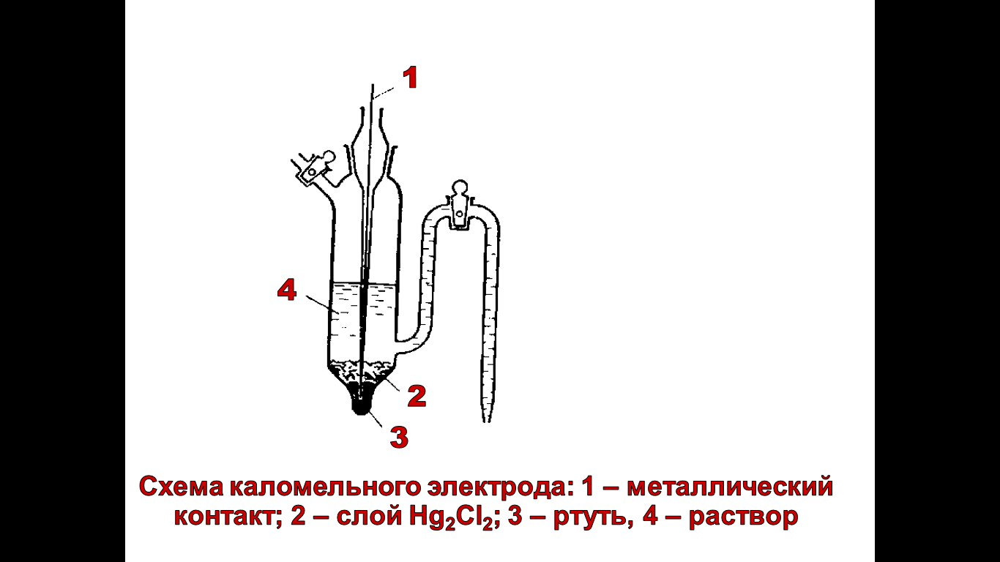 1
4
2
3
Схема каломельного электрода: 1 – металлический
контакт; 2 – слой Hg₂Cl₂; 3 – ртуть, 4 – раствор